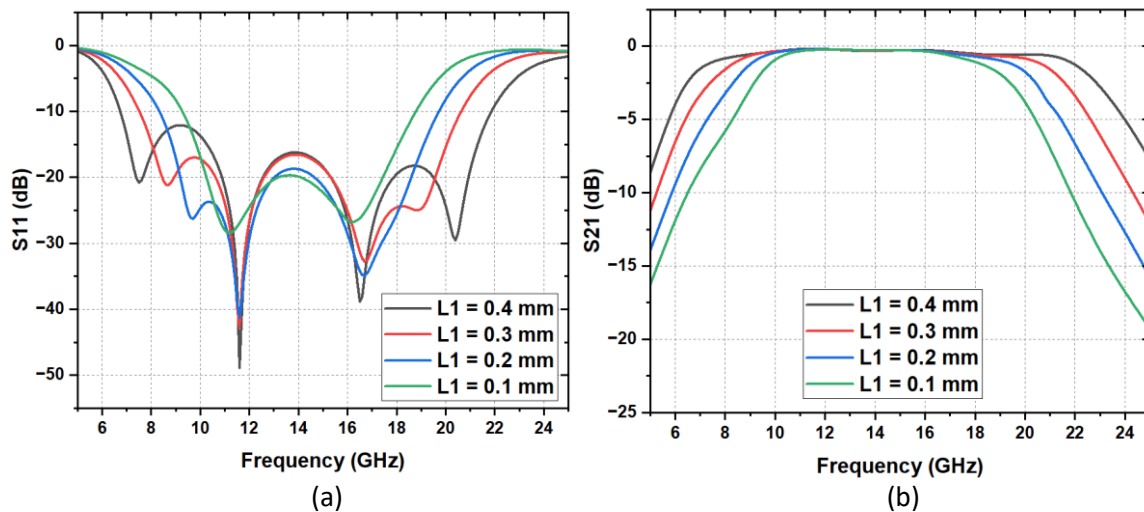 0
−10
−20
−30
−40
−50
S11 (dB)
6 8 10 12 14 16 18 20 22 24
Frequency (GHz)
L1 = 0.4 mm
L1 = 0.3 mm
L1 = 0.2 mm
L1 = 0.1 mm
(a)
0
−5
−10
−15
−20
−25
S21 (dB)
6 8 10 12 14 16 18 20 22 24
Frequency (GHz)
L1 = 0.4 mm
L1 = 0.3 mm
L1 = 0.2 mm
L1 = 0.1 mm
(b)